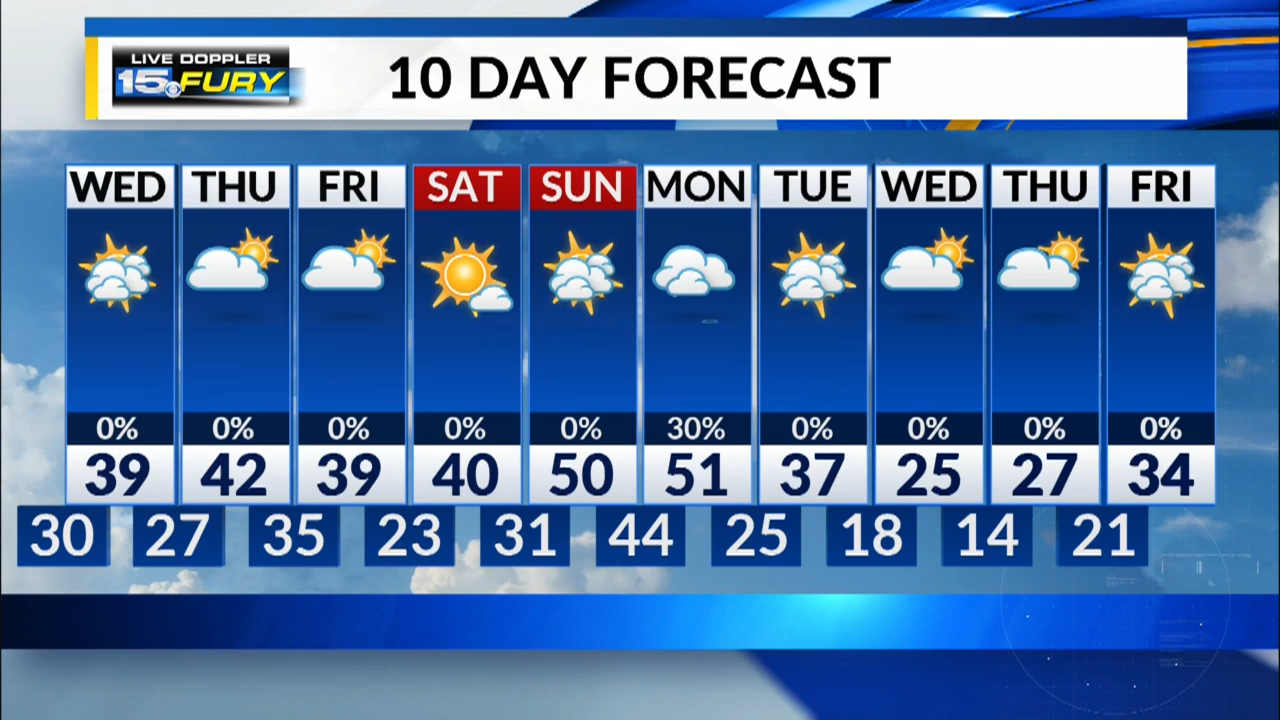 LIVE DOPPLER
15 FURY
10 DAY FORECAST
WED THU FRI SAT SUN MON TUE WED THU FRI
0% 0% 0% 0% 0% 30% 0% 0% 0% 0%
39 42 39 40 50 51 37 25 27 34
30 27 35 23 31 44 25 18 14 21